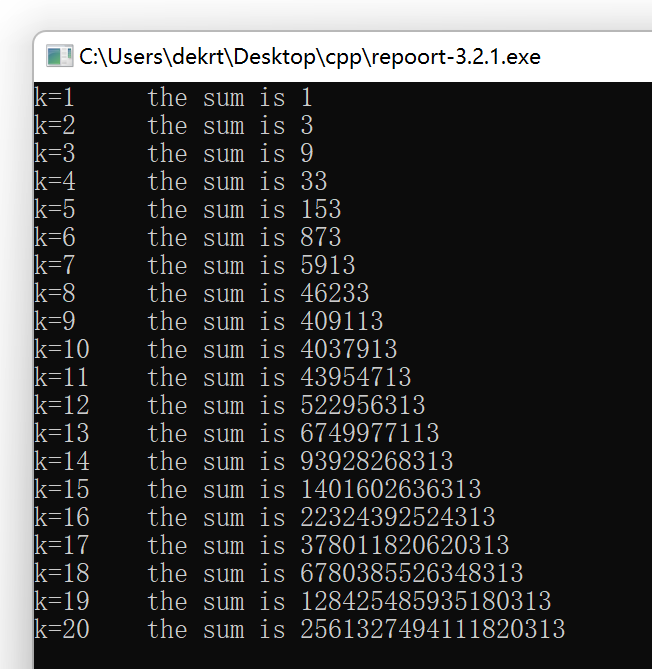 C:\Users\dekrt\Desktop\cpp\repoort-3.2.1.exe
k=1     the sum is 1
k=2     the sum is 3
k=3     the sum is 9
k=4     the sum is 33
k=5     the sum is 153
k=6     the sum is 873
k=7     the sum is 5913
k=8     the sum is 46233
k=9     the sum is 409113
k=10    the sum is 4037913
k=11    the sum is 43954713
k=12    the sum is 522956313
k=13    the sum is 6749977113
k=14    the sum is 93928268313
k=15    the sum is 1401602636313
k=16    the sum is 22324392524313
k=17    the sum is 378011820620313
k=18    the sum is 6780385526348313
k=19    the sum is 128425485935180313
k=20    the sum is 2561327494111820313